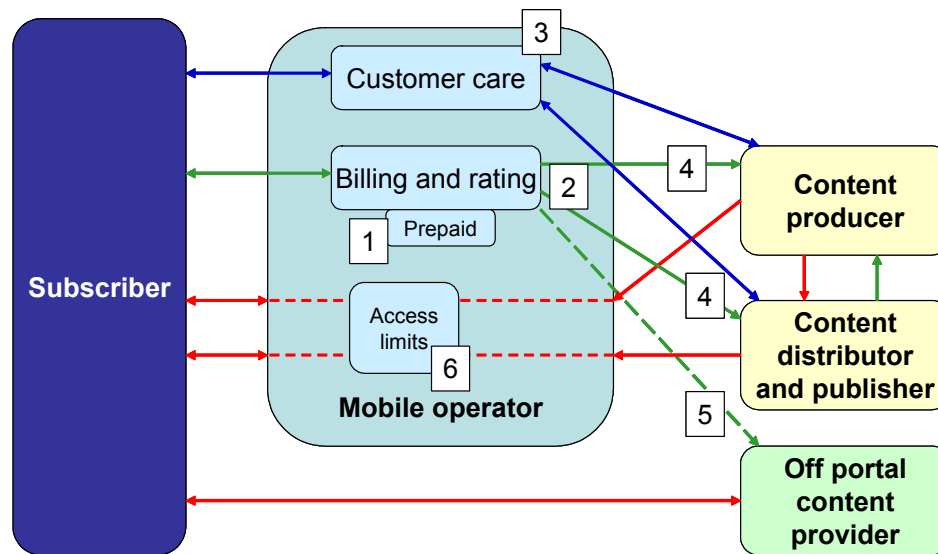 3
Customer care
4
Billing and rating
2
Content
producer
1
Prepaid
Subscriber
Access
limits
4
Content
distributor
and publisher
6
Mobile operator
5
Off portal
content
provider